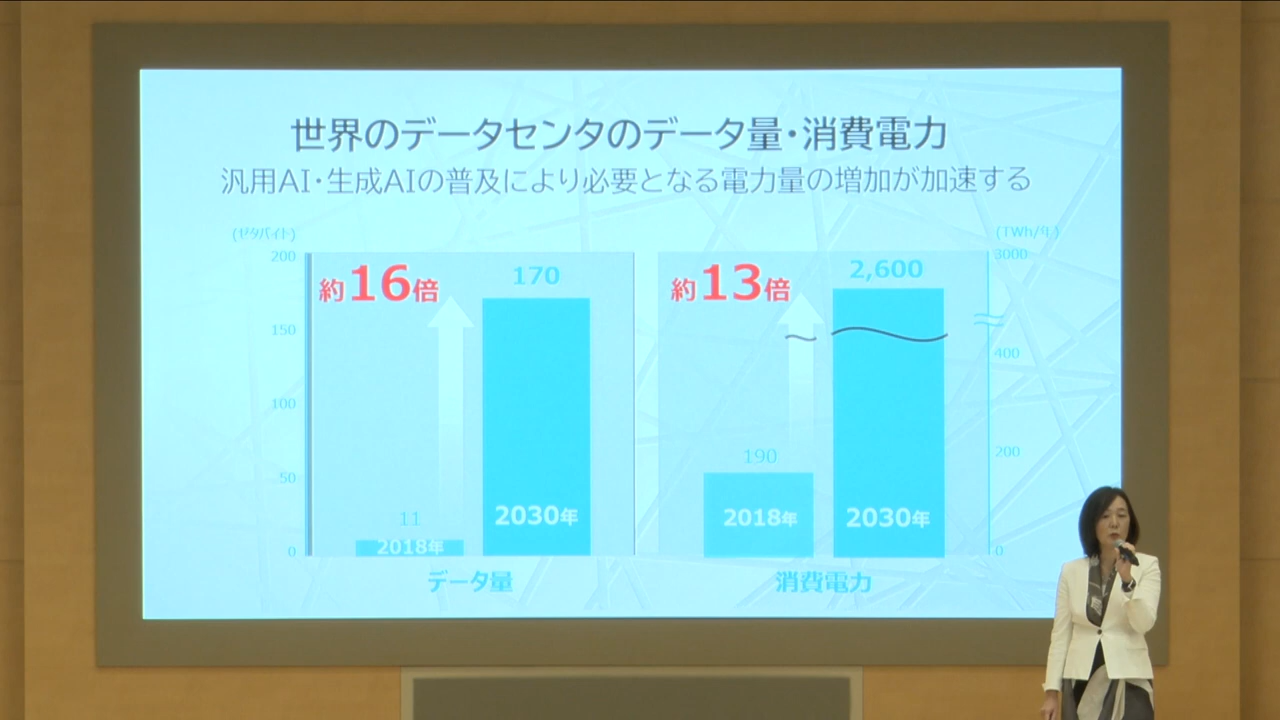 世界のデータセンタのデータ量・消費電力
汎用AI・生成AIの普及により必要となる電力量の増加が加速する
(ｾﾞﾀﾊﾞｲﾄ)
200
150
100
50
0
約16倍
170
11
2018年
2030年
データ量
約13倍
2,600
190
2018年
2030年
消費電力
(TWh/年)
3000
400
200
0